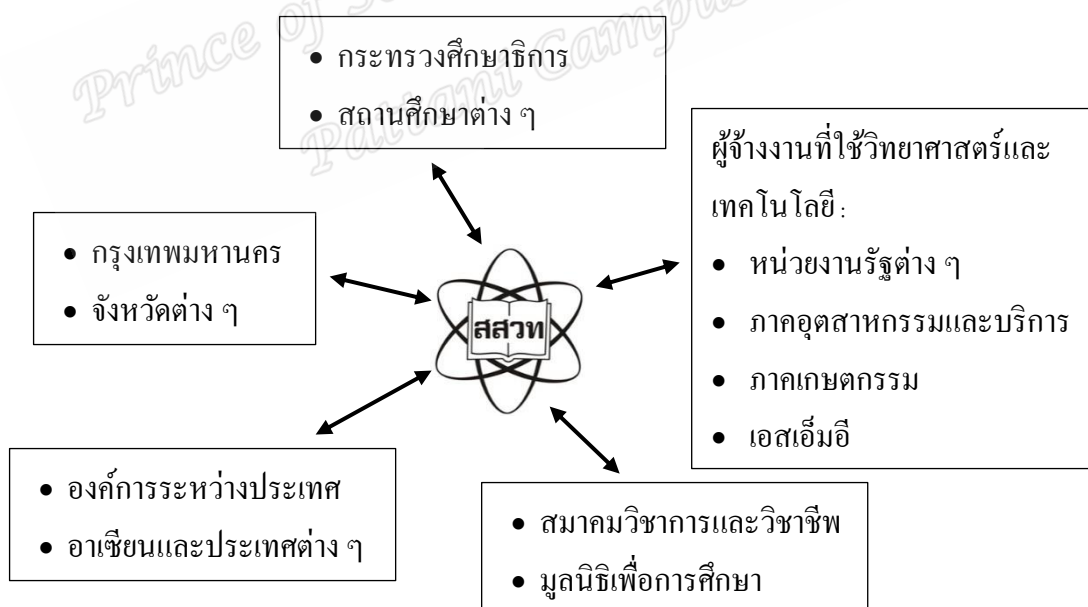 Prince of
Pattani Campus
• กระทรวงศึกษาธิการ
• สถานศึกษาต่าง ๆ
ผู้จ้างงานที่ใช้วิทยาศาสตร์และ
เทคโนโลยี :
• หน่วยงานรัฐต่าง ๆ
• ภาคอุตสาหกรรมและบริการ
• ภาคเกษตกรรม
• เอสเอ็มอี
• กรุงเทพมหานคร
• จังหวัดต่าง ๆ
สสวท
• องค์การระหว่างประเทศ
• อาเซียนและประเทศต่าง ๆ
• สมาคมวิชาการและวิชาชีพ
• มูลนิธิเพื่อการศึกษา